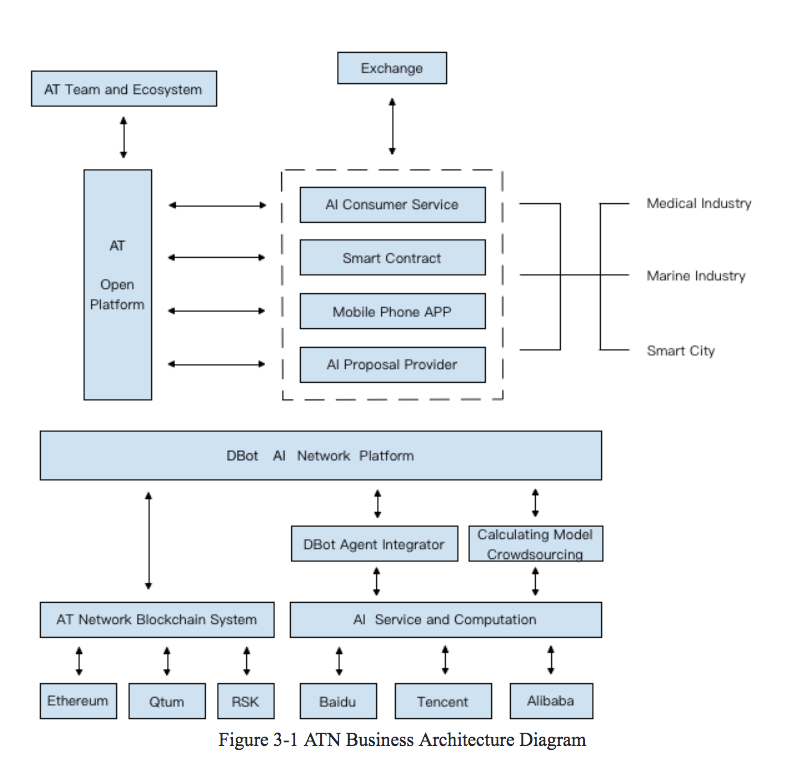 Exchange
AT Team and Ecosystem
AI Consumer Service
Medical Industry
AT
Open
Platform
Smart Contract
Marine Industry
Mobile Phone APP
Smart City
AI Proposal Provider
DBot AI Network Platform
DBot Agent Integrator
Calculating Model
Crowdsourcing
AT Network Blockchain System
AI Service and Computation
Ethereum
Qtum
RSK
Baidu
Tencent
Alibaba
Figure 3-1 ATN Business Architecture Diagram